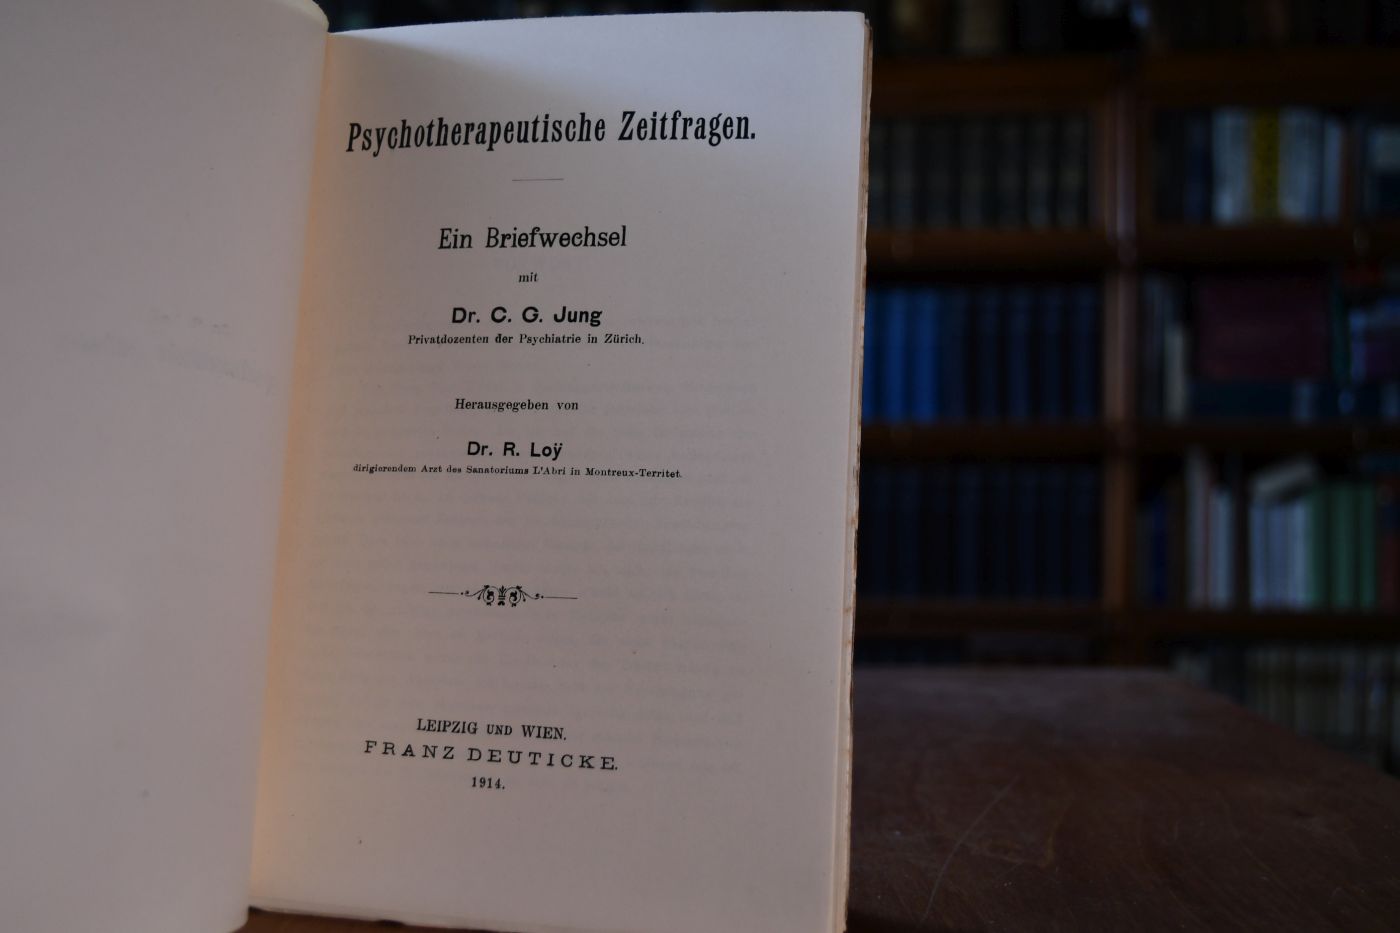 Psychotherapeutische Zeitfragen.
Ein Briefwechsel
mit
Dr. C. G. Jung
Privatdozenten der Psychiatrie in Zürich.
Herausgegeben von
Dr. R. Loÿ
dirigierendem Arzt des Sanatoriums L'Abri in Montreux-Territet.
LEIPZIG UND WIEN.
FRANZ DEUTICKE.
1914.